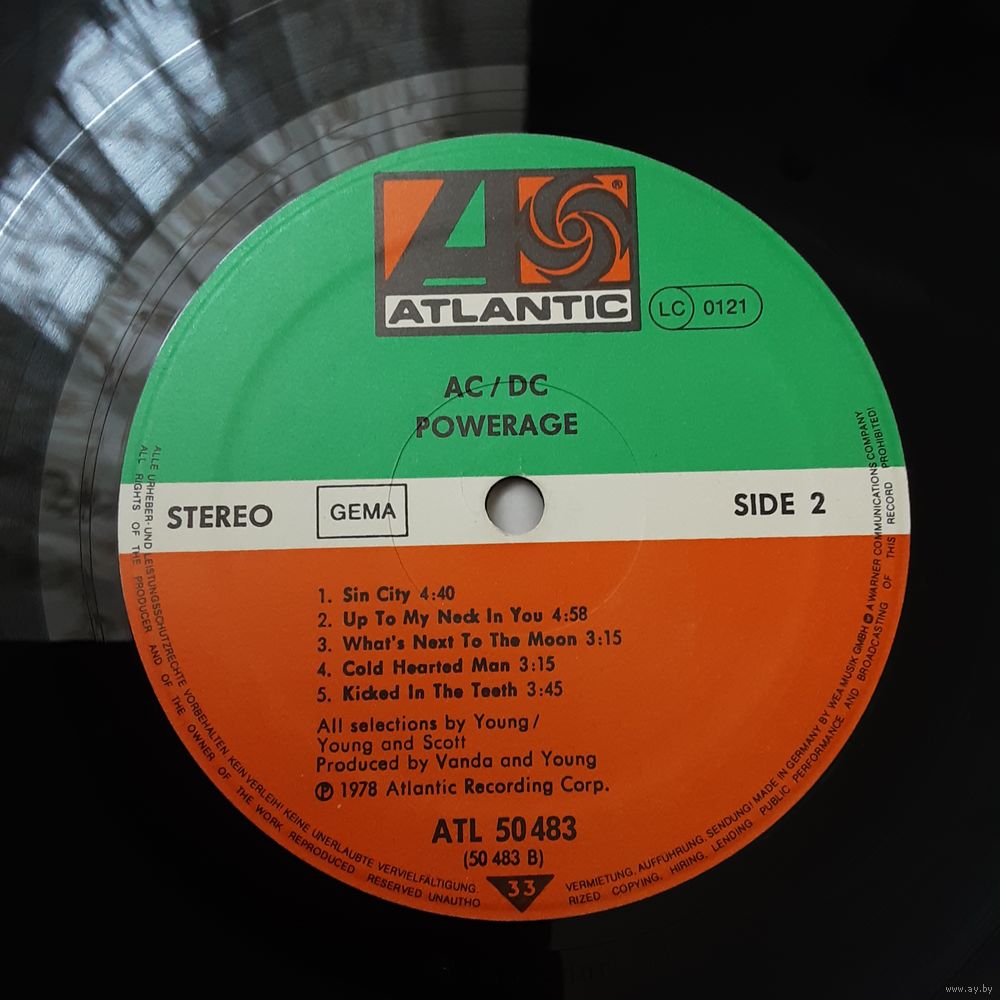 ATLANTIC
®
LC 0121
AC/DC
POWERAGE
STEREO
GEMA
SIDE 2
1. Sin City 4:40
2. Up To My Neck In You 4:58
3. What's Next To The Moon 3:15
4. Cold Hearted Man 3:15
5. Kicked In The Teeth 3:45
All selections by Young/
Young and Scott
Produced by Vanda and Young
℗ 1978 Atlantic Recording Corp.
ATL 50 483
(50 483 B)
33
ALLE URHEBER- UND LEISTUNGSSCHUTZRECHTE VORBEHALTEN KEIN VERLEIH! KEINE UNERLAUBTE VERVIELFÄLTIGUNG,
VERMIETUNG, AUFFÜHRUNG, SENDUNG! MADE IN GERMANY BY WEA MUSIK GMBH A WARNER COMMUNICATIONS COMPANY
ALL RIGHTS OF THE PRODUCER AND OF THE OWNER OF THE WORK REPRODUCED RESERVED UNAUTHO
RIZED COPYING, HIRING, LENDING PUBLIC PERFORMANCE AND BROADCASTING OF THIS RECORD PROHIBITED!
www.ay.by